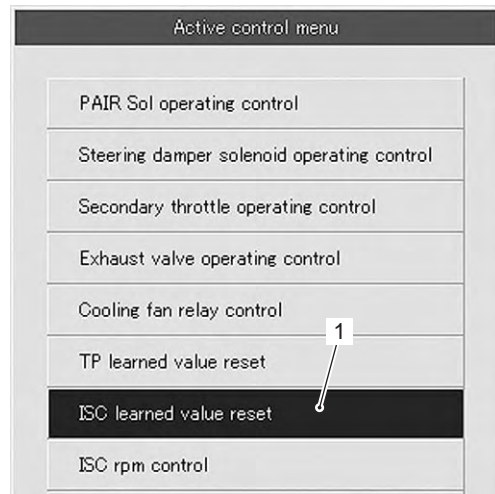 Active control menu
PAIR Sol operating control
Steering damper solenoid operating control
Secondary throttle operating control
Exhaust valve operating control
Cooling fan relay control
1
TP learned value reset
ISC learned value reset
ISC rpm control